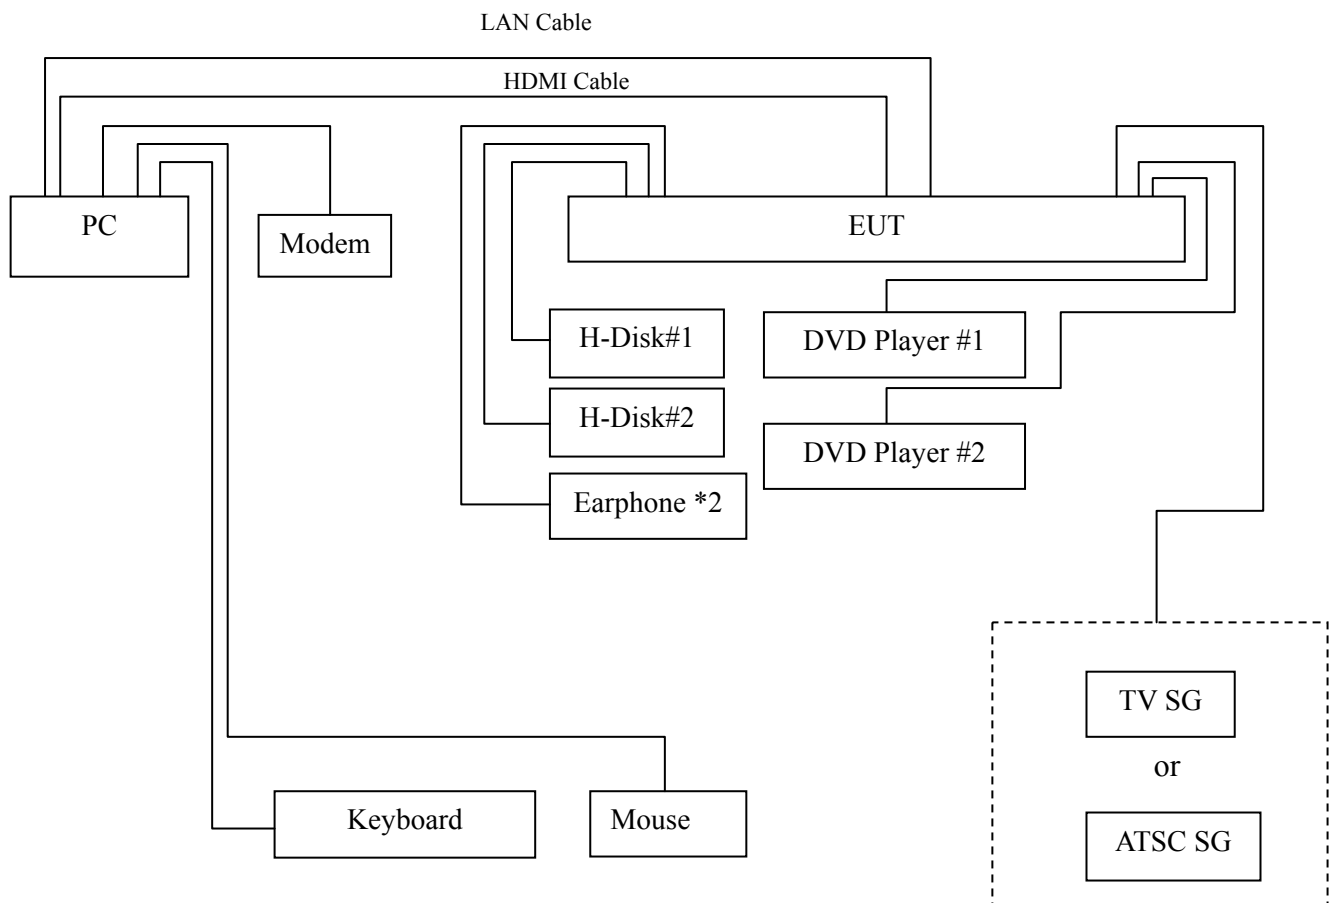 LAN Cable
HDMI Cable
PC
Modem
EUT
H-Disk#1
DVD Player #1
H-Disk#2
DVD Player #2
Earphone *2
TV SG
or
Keyboard
Mouse
ATSC SG